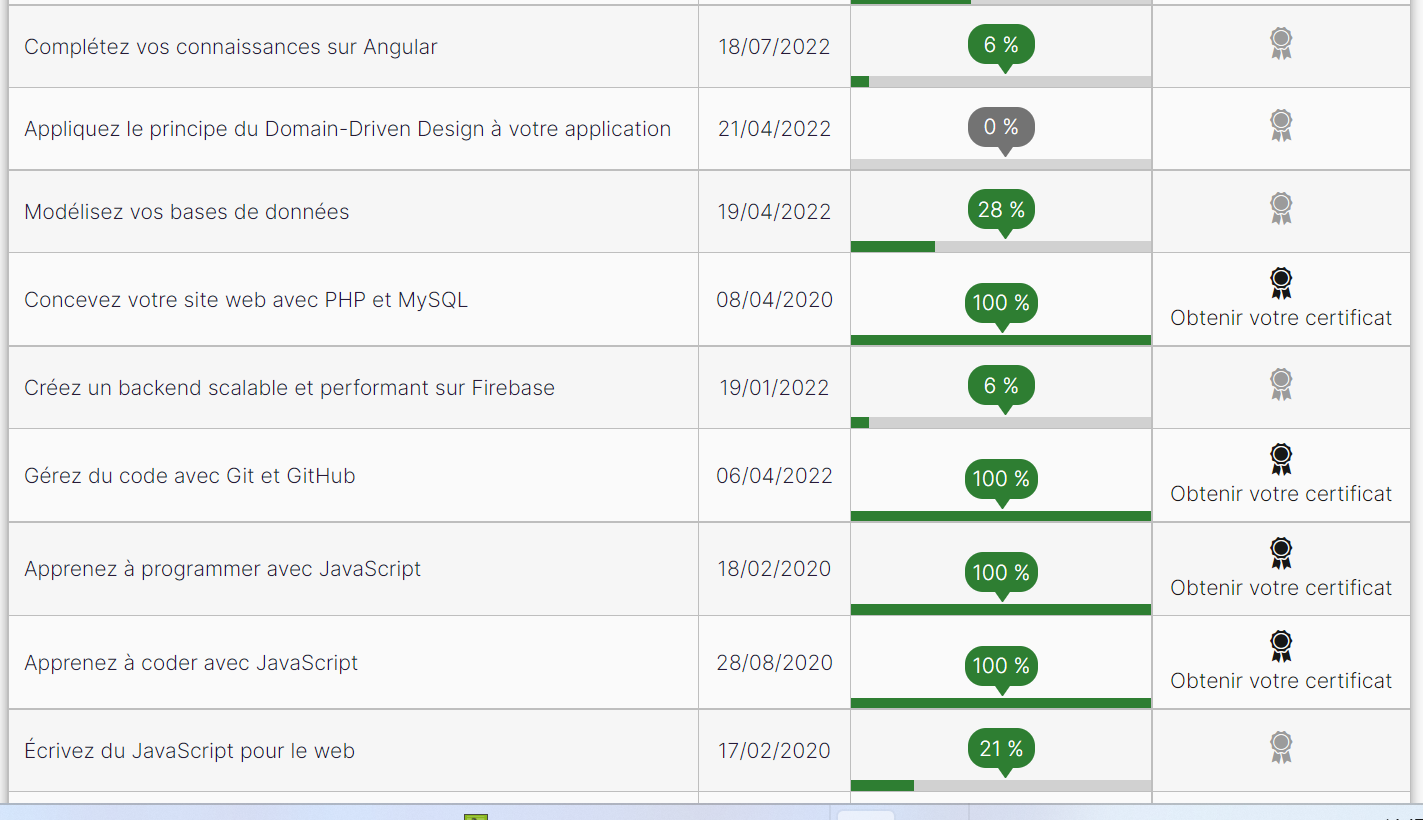 Complétez vos connaissances sur Angular 18/07/2022 6 %
Appliquez le principe du Domain-Driven Design à votre application 21/04/2022 0 %
Modélisez vos bases de données 19/04/2022 28 %
Concevez votre site web avec PHP et MySQL 08/04/2020 100 % Obtenir votre certificat
Créez un backend scalable et performant sur Firebase 19/01/2022 6 %
Gérez du code avec Git et GitHub 06/04/2022 100 % Obtenir votre certificat
Apprenez à programmer avec JavaScript 18/02/2020 100 % Obtenir votre certificat
Apprenez à coder avec JavaScript 28/08/2020 100 % Obtenir votre certificat
Écrivez du JavaScript pour le web 17/02/2020 21 %